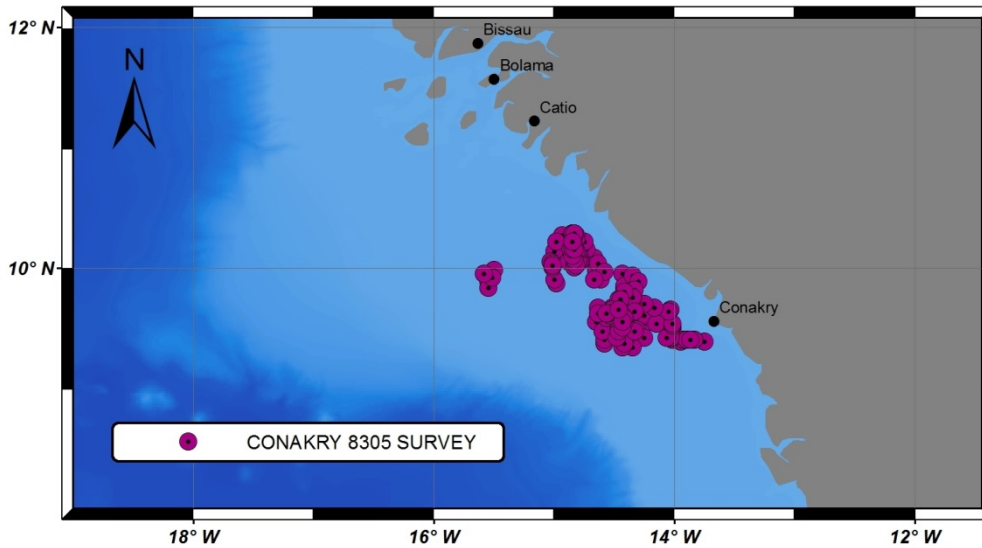 12° N
Bissau
N
Bolama
Catio
10° N
Conakry
CONAKRY 8305 SURVEY
18° W
16° W
14° W
12° W